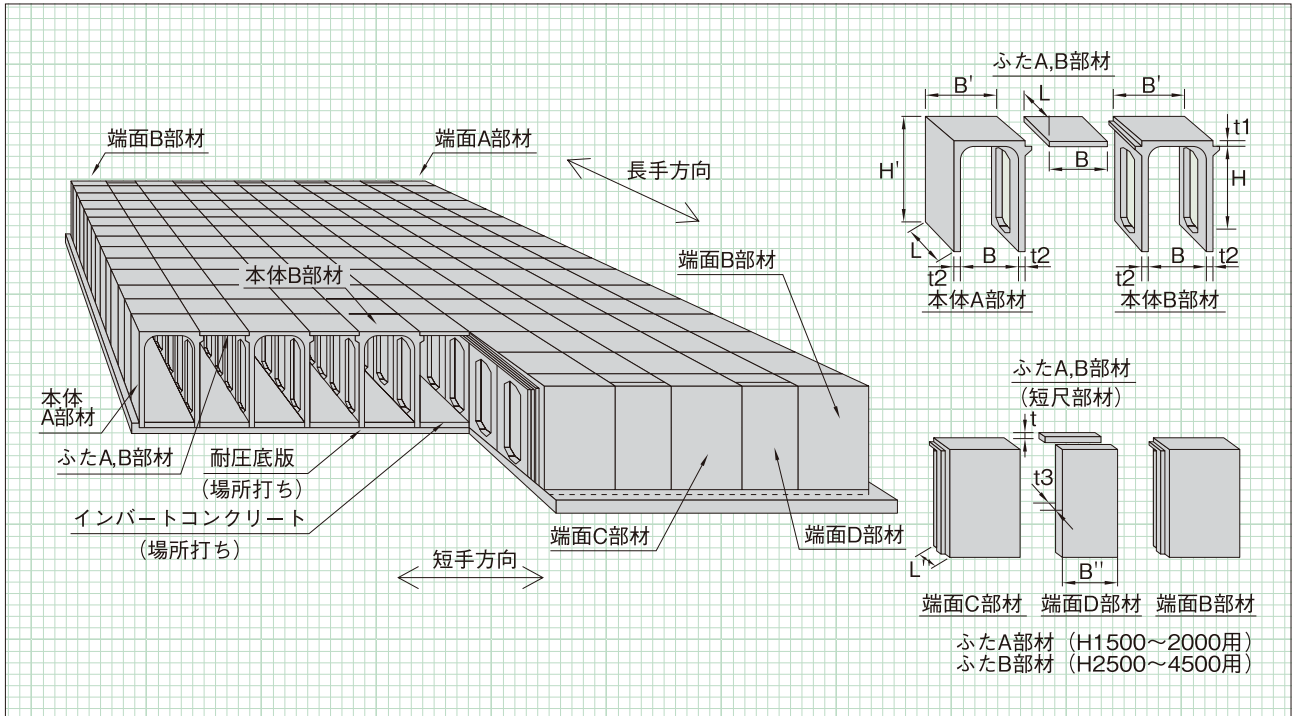 端面B部材
端面A部材
長手方向
本体B部材
端面B部材
本体
A部材
ふたA,B部材
耐圧底版
(場所打ち)
インバートコンクリート
(場所打ち)
短手方向
端面C部材
端面D部材
ふたA,B部材
B'
L
B'
t1
H'
B
H
L
B
t2
t2
B
t2
t2
本体A部材
本体B部材
ふたA,B部材
(短尺部材)
t
t3
L''
B''
端面C部材
端面D部材
端面B部材
ふたA部材（H1500〜2000用）
ふたB部材（H2500〜4500用）